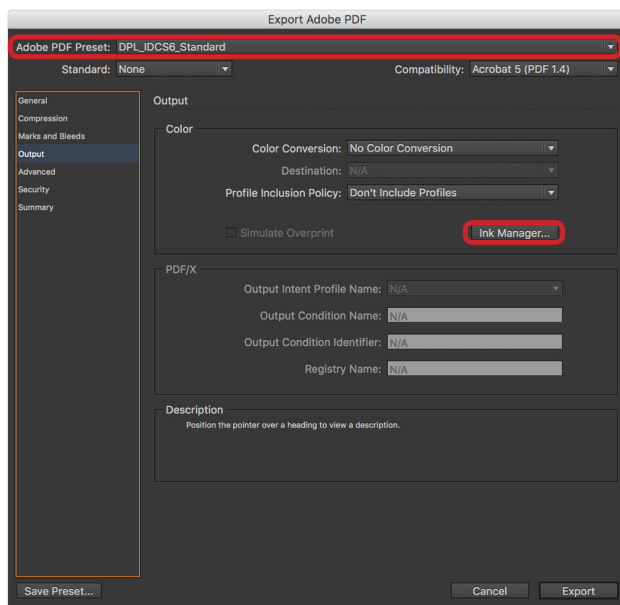 Export Adobe PDF
Adobe PDF Preset: DPL_IDCS6_Standard
Standard: None Compatibility: Acrobat 5 (PDF 1.4)
General
Compression
Marks and Bleeds
Output
Advanced
Security
Summary
Output
Color
Color Conversion: No Color Conversion
Destination: N/A
Profile Inclusion Policy: Don't Include Profiles
Simulate Overprint Ink Manager...
PDF/X
Output Intent Profile Name: N/A
Output Condition Name: N/A
Output Condition Identifier: N/A
Registry Name: N/A
Description
Position the pointer over a heading to view a description.
Save Preset... Cancel Export